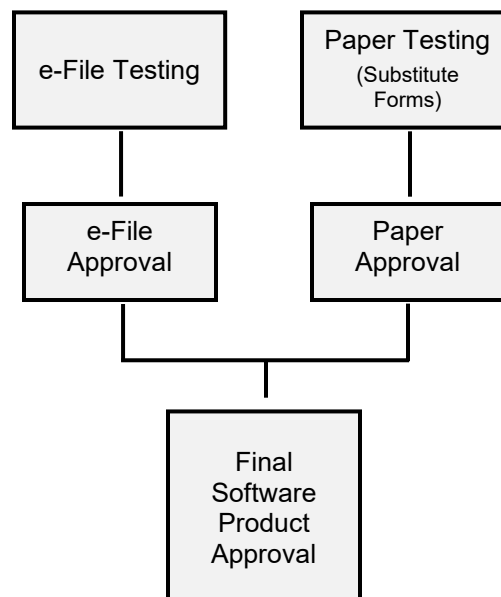 e-File Testing
Paper Testing
(Substitute
Forms)
e-File
Approval
Paper
Approval
Final
Software
Product
Approval